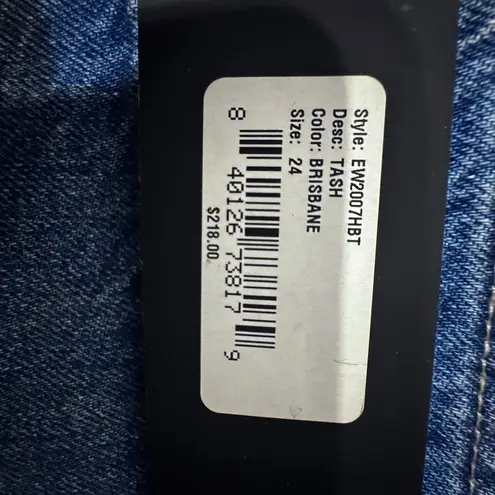 Style: EW2007HBT
Desc: TASH
Color: BRISBANE
Size: 24
8 40126 73817 9
$218.00